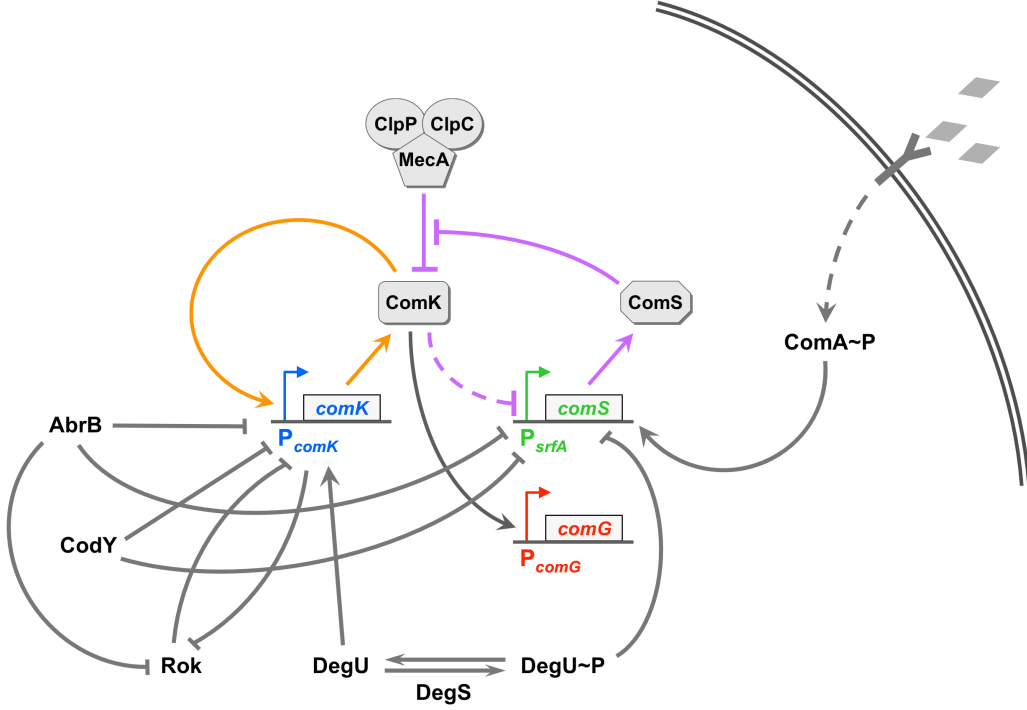 ClpP ClpC
MecA
ComK
ComS
ComA~P
comK
comS
AbrB
PcomK
PsrfA
comG
CodY
PcomG
Rok
DegU
DegU~P
DegS